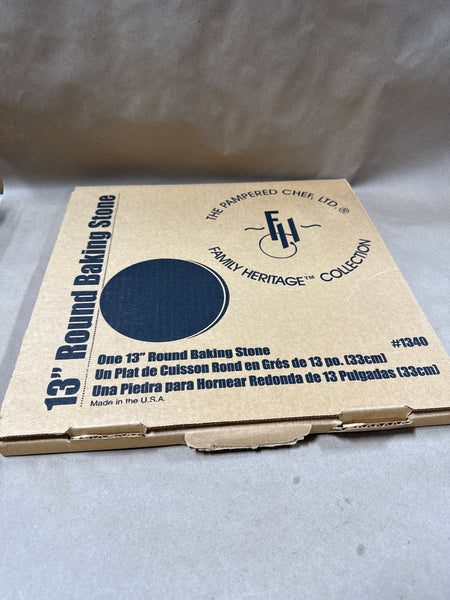 13” Round Baking Stone
THE PAMPERED CHEF, LTD.®
FH
FAMILY HERITAGE™ COLLECTION
#1340
One 13” Round Baking Stone
Un Plat de Cuisson Rond en Grés de 13 po. (33cm)
Una Piedra para Hornear Redonda de 13 Pulgadas (33cm)
Made in the U.S.A.